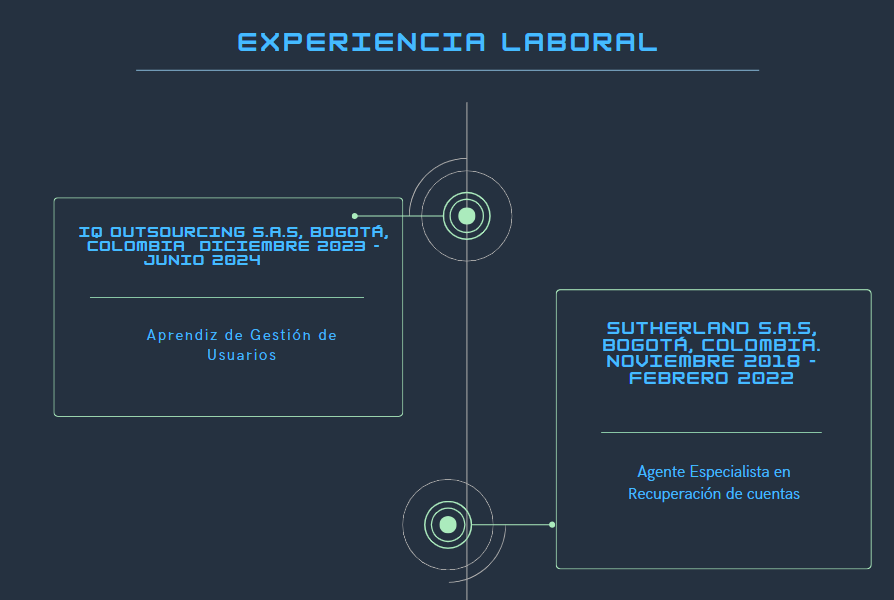 EXPERIENCIA LABORAL
IQ OUTSOURCING S.A.S, BOGOTÁ,
COLOMBIA DICIEMBRE 2023 -
JUNIO 2024
Aprendiz de Gestión de
Usuarios
SUTHERLAND S.A.S,
BOGOTÁ, COLOMBIA.
NOVIEMBRE 2018 -
FEBRERO 2022
Agente Especialista en
Recuperación de cuentas